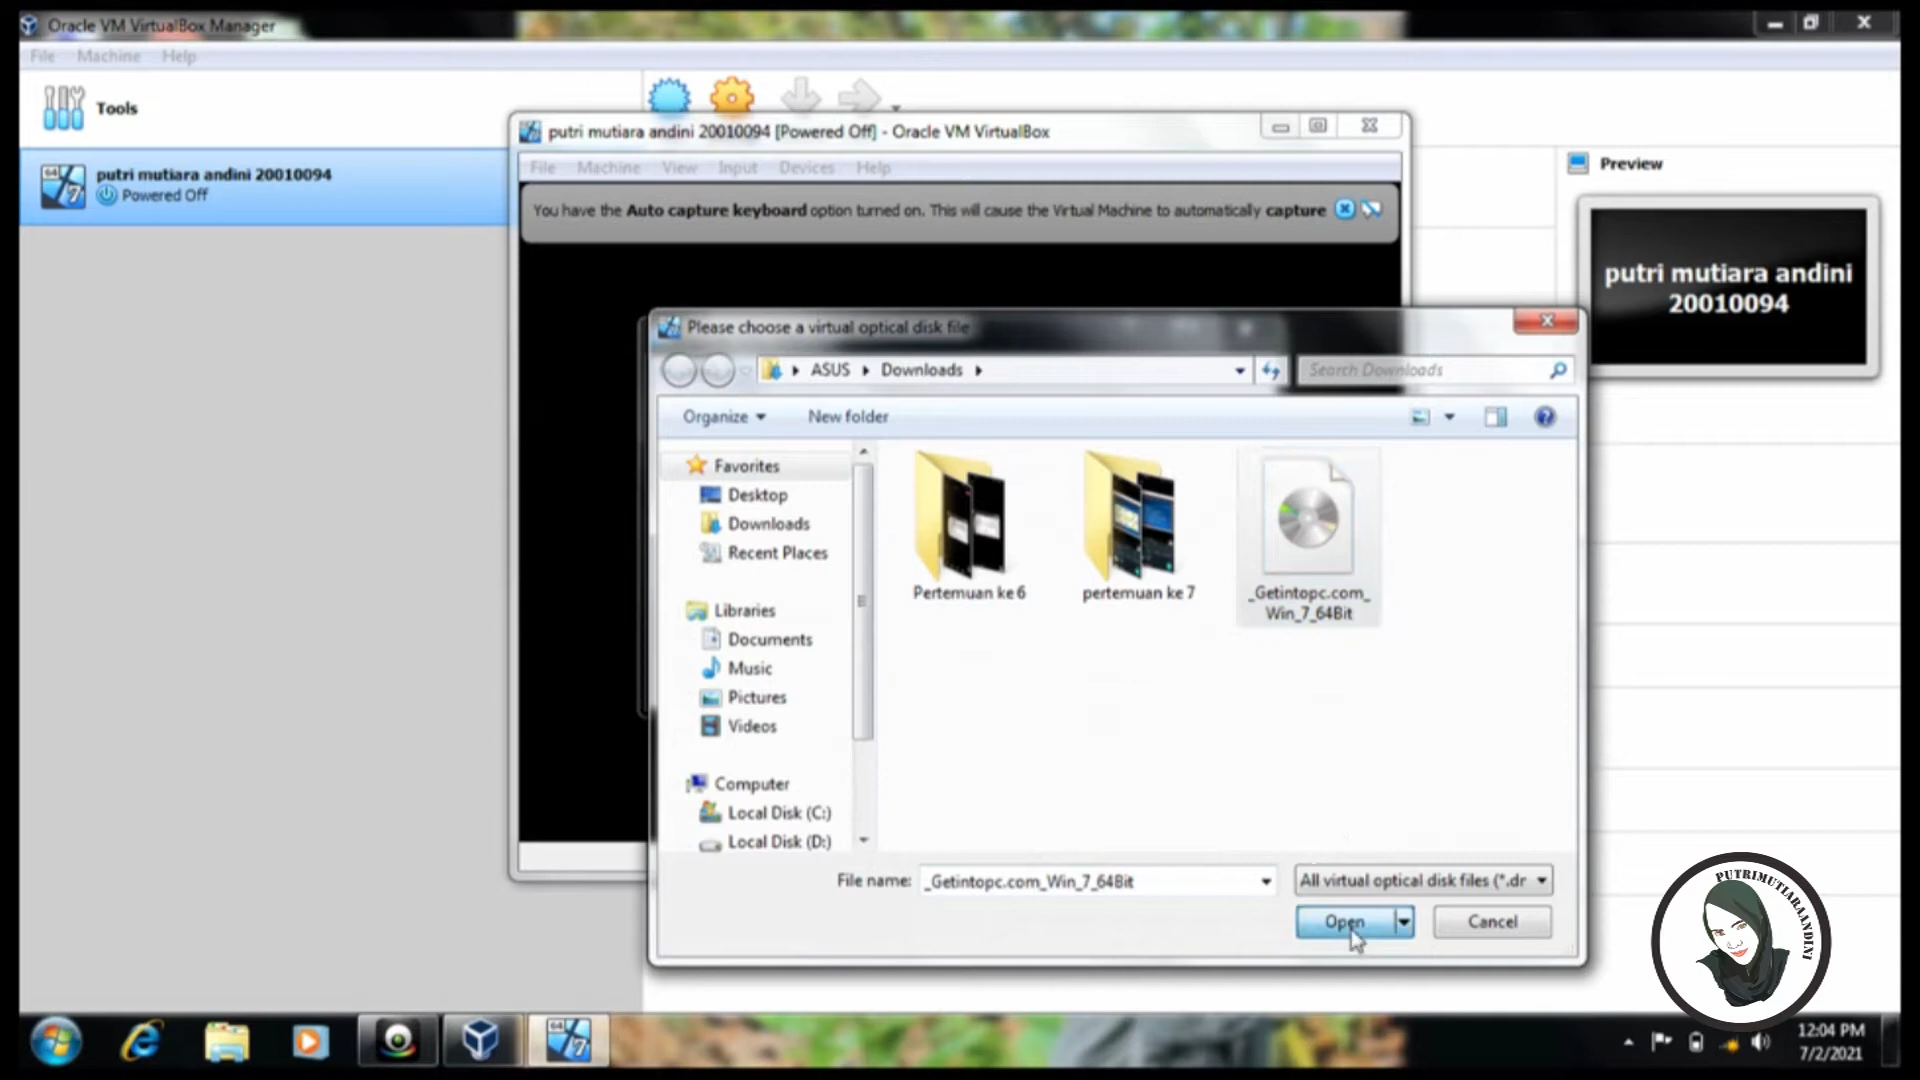 Oracle VM VirtualBox Manager
File Machine Help
Tools
putri mutiara andini 20010094
Powered Off
putri mutiara andini 20010094 [Powered Off] - Oracle VM VirtualBox
File Machine View Input Devices Help
You have the Auto capture keyboard option turned on. This will cause the Virtual Machine to automatically capture
Preview
putri mutiara andini
20010094
Please choose a virtual optical disk file
ASUS Downloads
Search Downloads
Organize New folder
Favorites
Desktop
Downloads
Recent Places
Libraries
Documents
Music
Pictures
Videos
Computer
Local Disk (C:)
Local Disk (D:)
Pertemuan ke 6
pertemuan ke 7
_Getintopc.com_
Win_7_64Bit
File name: _Getintopc.com_Win_7_64Bit
All virtual optical disk files (*.dr
Open Cancel
PUTRIMUTIARAANDINI
64
7
12:04 PM
7/2/2021